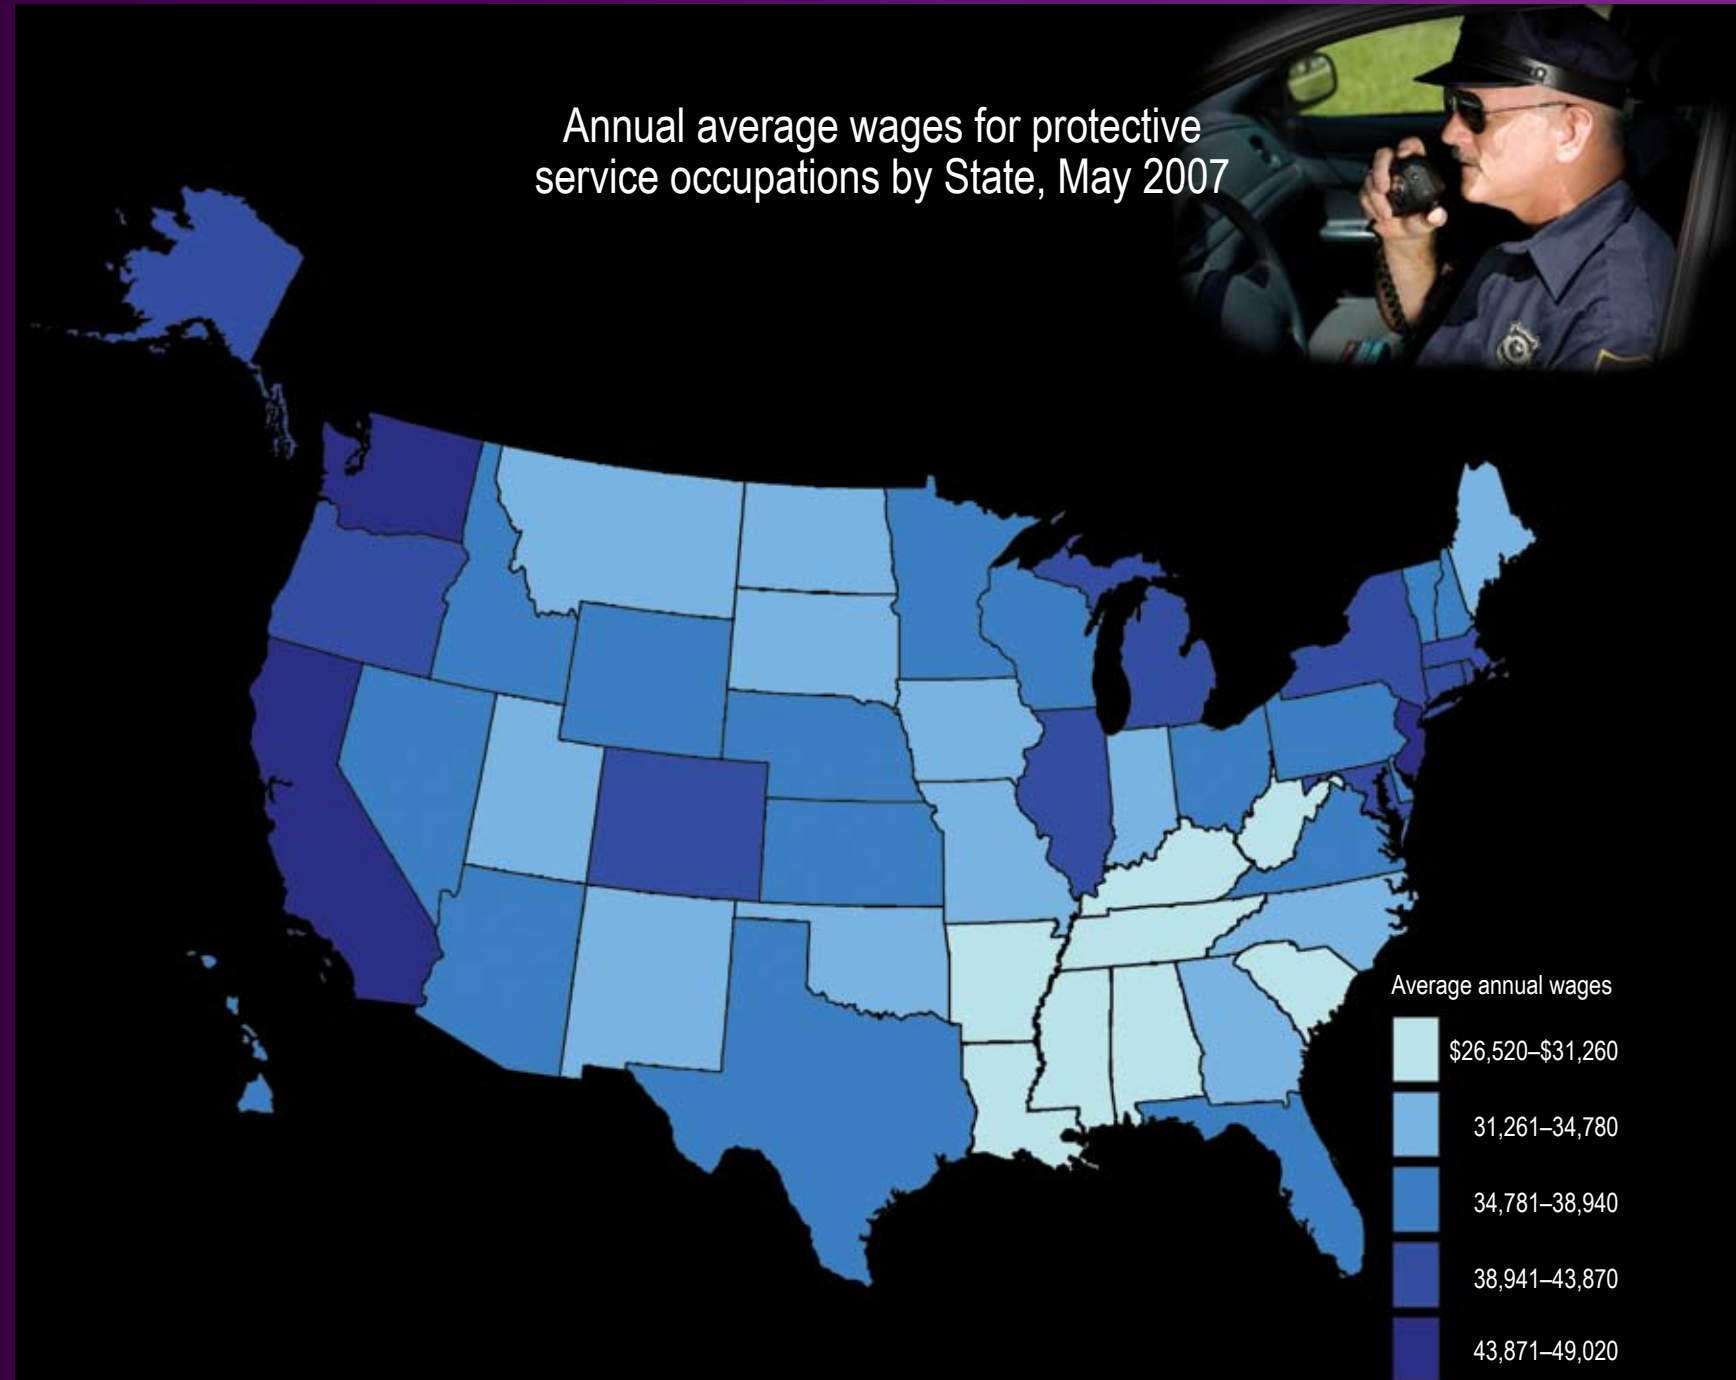 Annual average wages for protective
service occupations by State, May 2007
Average annual wages
$26,520–$31,260
31,261–34,780
34,781–38,940
38,941–43,870
43,871–49,020